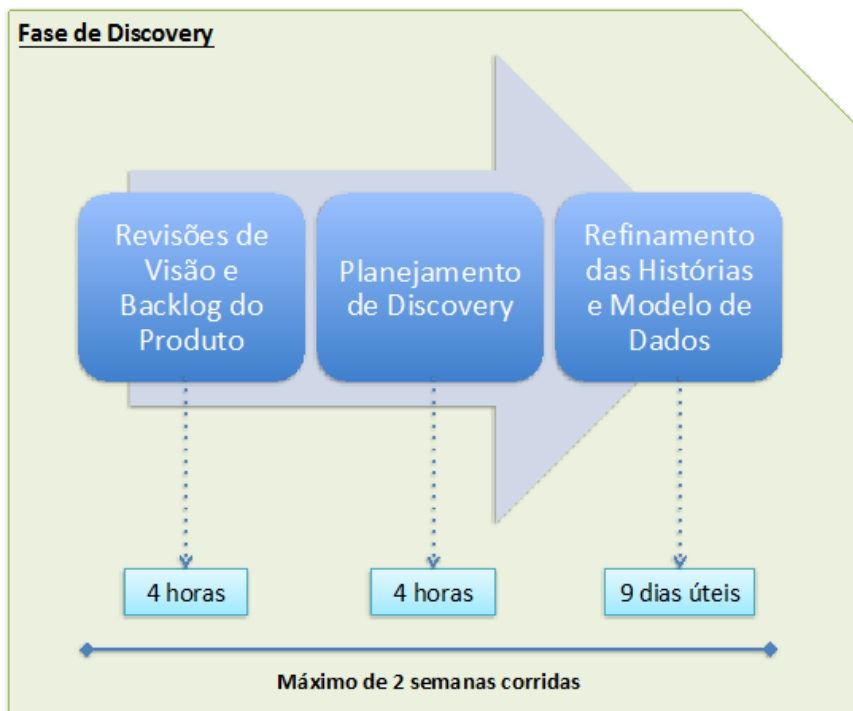 Fase de Discovery
Revisões de
Visão e
Backlog do
Produto
Planejamento
de Discovery
Refinamento
das Histórias
e Modelo de
Dados
4 horas
4 horas
9 dias úteis
Máximo de 2 semanas corridas